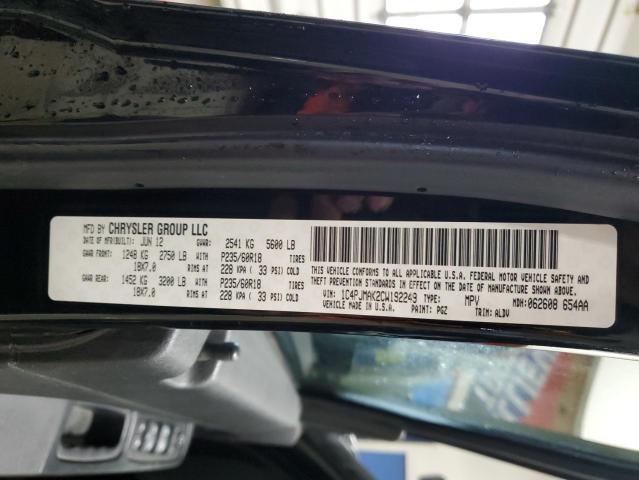 MFD BY CHRYSLER GROUP LLC
DATE OF MFR(BUILT): JUN 12 GVWR: 2541 KG 5600 LB
GAWR FRONT: 1248 KG 2750 LB WITH P235/60R18 TIRES
18X7.0 RIMS AT 228 KPA ( 33 PSI) COLD
GAWR REAR: 1452 KG 3200 LB WITH P235/60R18 TIRES
18X7.0 RIMS AT 228 KPA ( 33 PSI) COLD
THIS VEHICLE CONFORMS TO ALL APPLICABLE U.S.A. FEDERAL MOTOR VEHICLE SAFETY
AND THEFT PREVENTION STANDARDS IN EFFECT ON THE DATE OF MANUFACTURE SHOWN ABOVE.
VIN: 1C4PJMAK2CW192249 TYPE: MPV MDH: 062608 654AA
VEHICLE MADE IN U.S.A. PAINT: PGZ TRIM: ALDV